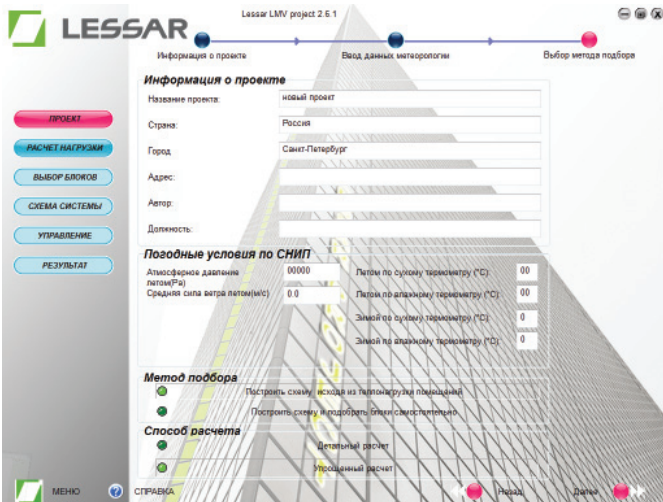 LESSAR
Lessar LMV project 2.6.1
Информация о проекте
Ввод данных метеорологии
Выбор метода подбора
ПРОЕКТ
РАСЧЕТ НАГРУЗКИ
ВЫБОР БЛОКОВ
СХЕМА СИСТЕМЫ
УПРАВЛЕНИЕ
РЕЗУЛЬТАТ
Информация о проекте
Название проекта: новый проект
Страна: Россия
Город Санкт-Петербург
Адрес:
Автор:
Должность:
Погодные условия по СНИП
Атмосферное давление
летом(Pa) 00000
Средняя сила ветра летом(м/с) 0.0
Летом по сухому термометру (°C): 00
Летом по влажному термометру (°C): 00
Зимой по сухому термометру (°C): 0
Зимой по влажному термометру (°C): 0
Метод подбора
Построить схему исходя из теплонагрузки помещений
Построить схему и подобрать блоки самостоятельно
Способ расчета
Детальный расчет
Упрощенный расчет
МЕНЮ
СПРАВКА
Назад
Далее